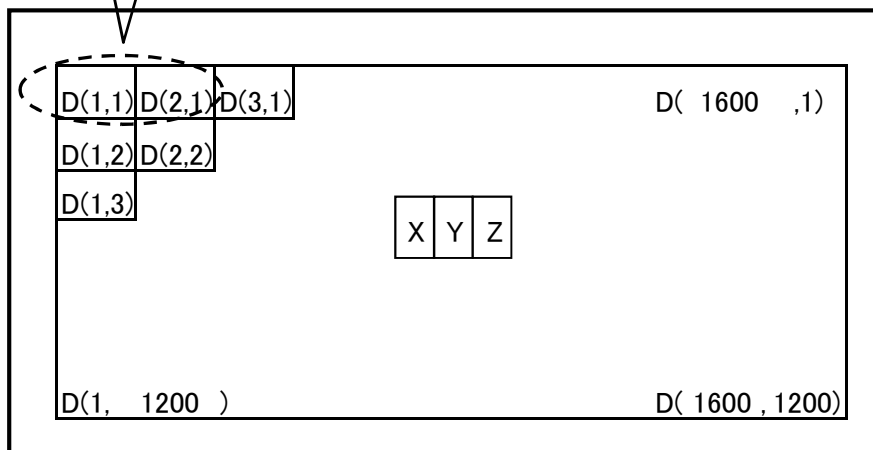 D(1,1) D(2,1) D(3,1) D( 1600 ,1)
D(1,2) D(2,2)
D(1,3)
X Y Z
D(1, 1200 ) D( 1600 , 1200)